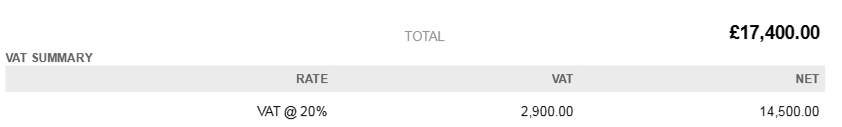 TOTAL £17,400.00
VAT SUMMARY
RATE VAT NET
VAT @ 20% 2,900.00 14,500.00